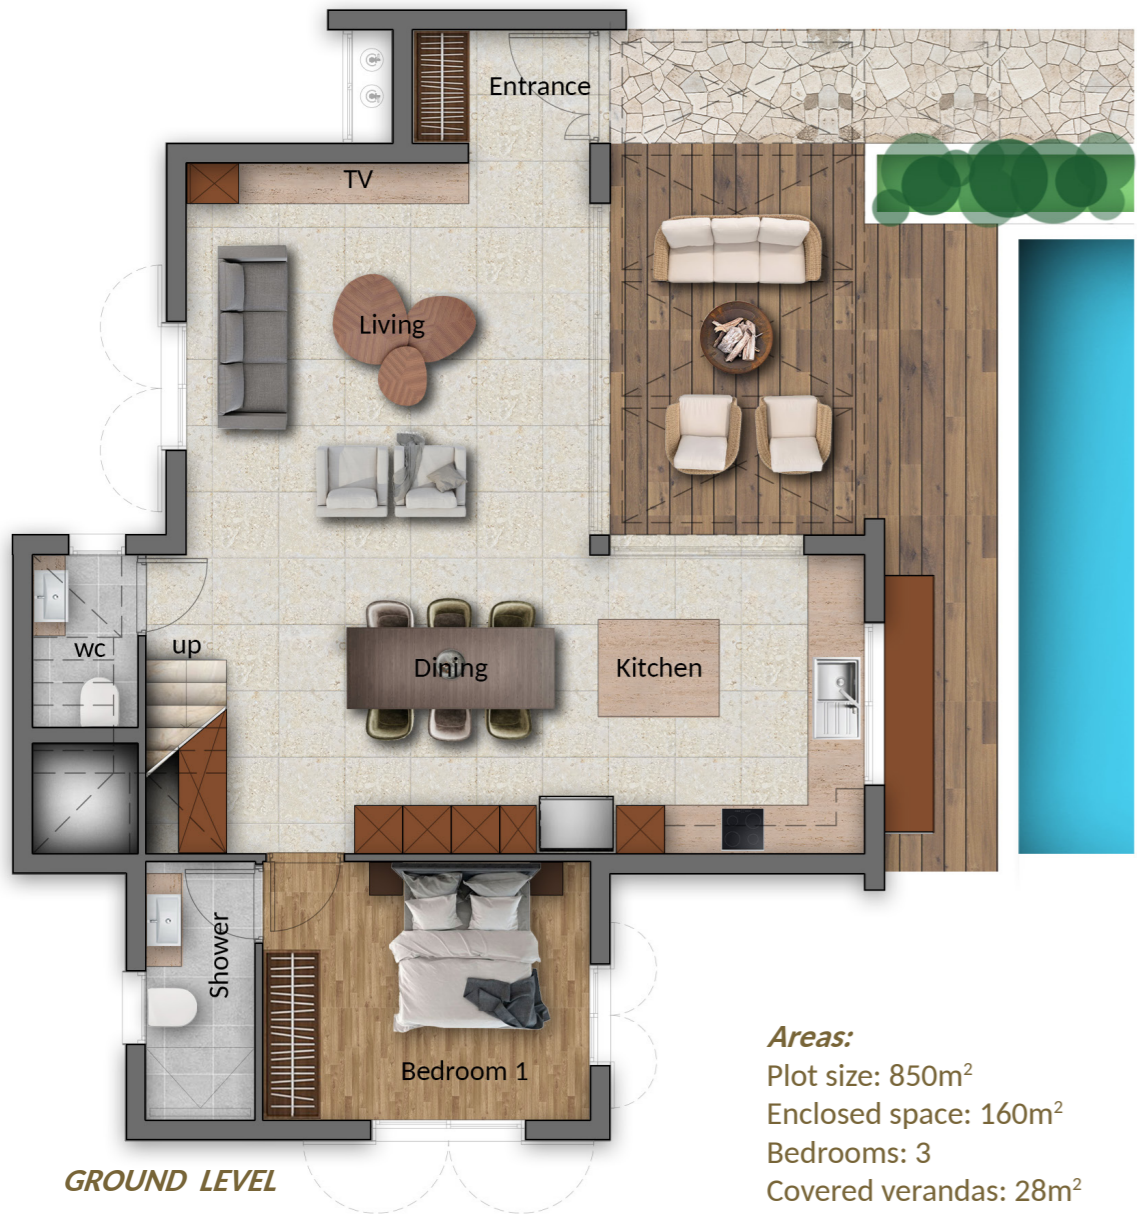 Entrance
TV
Living
wc
up
Dining
Kitchen
Shower
Bedroom 1
GROUND LEVEL
Areas:
Plot size: 850m²
Enclosed space: 160m²
Bedrooms: 3
Covered verandas: 28m²